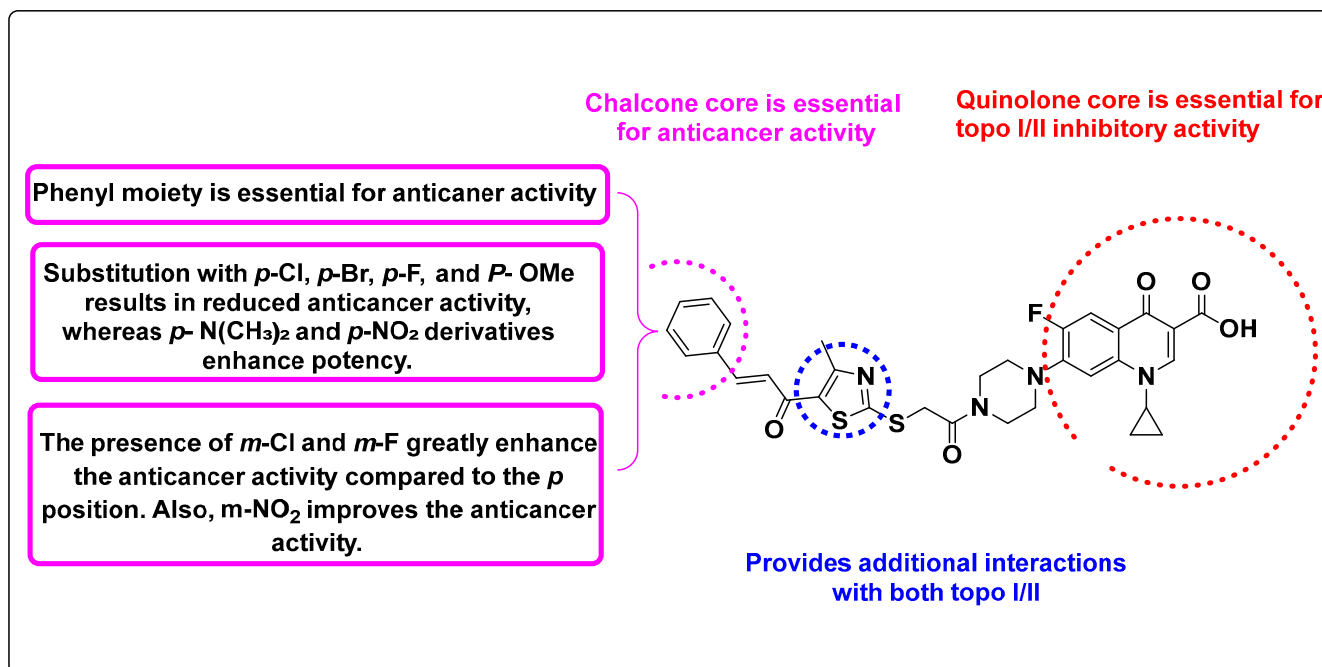 Chalcone core is essential
for anticancer activity
Quinolone core is essential for
topo I/II inhibitory activity
Phenyl moiety is essential for anticaner activity
Substitution with p-Cl, p-Br, p-F, and P- OMe
results in reduced anticancer activity,
whereas p- N(CH₃)₂ and p-NO₂ derivatives
enhance potency.
The presence of m-Cl and m-F greatly enhance
the anticancer activity compared to the p
position. Also, m-NO₂ improves the anticancer
activity.
O
O
F
OH
N
N
N
O
S
S
N
O
Provides additional interactions
with both topo I/II